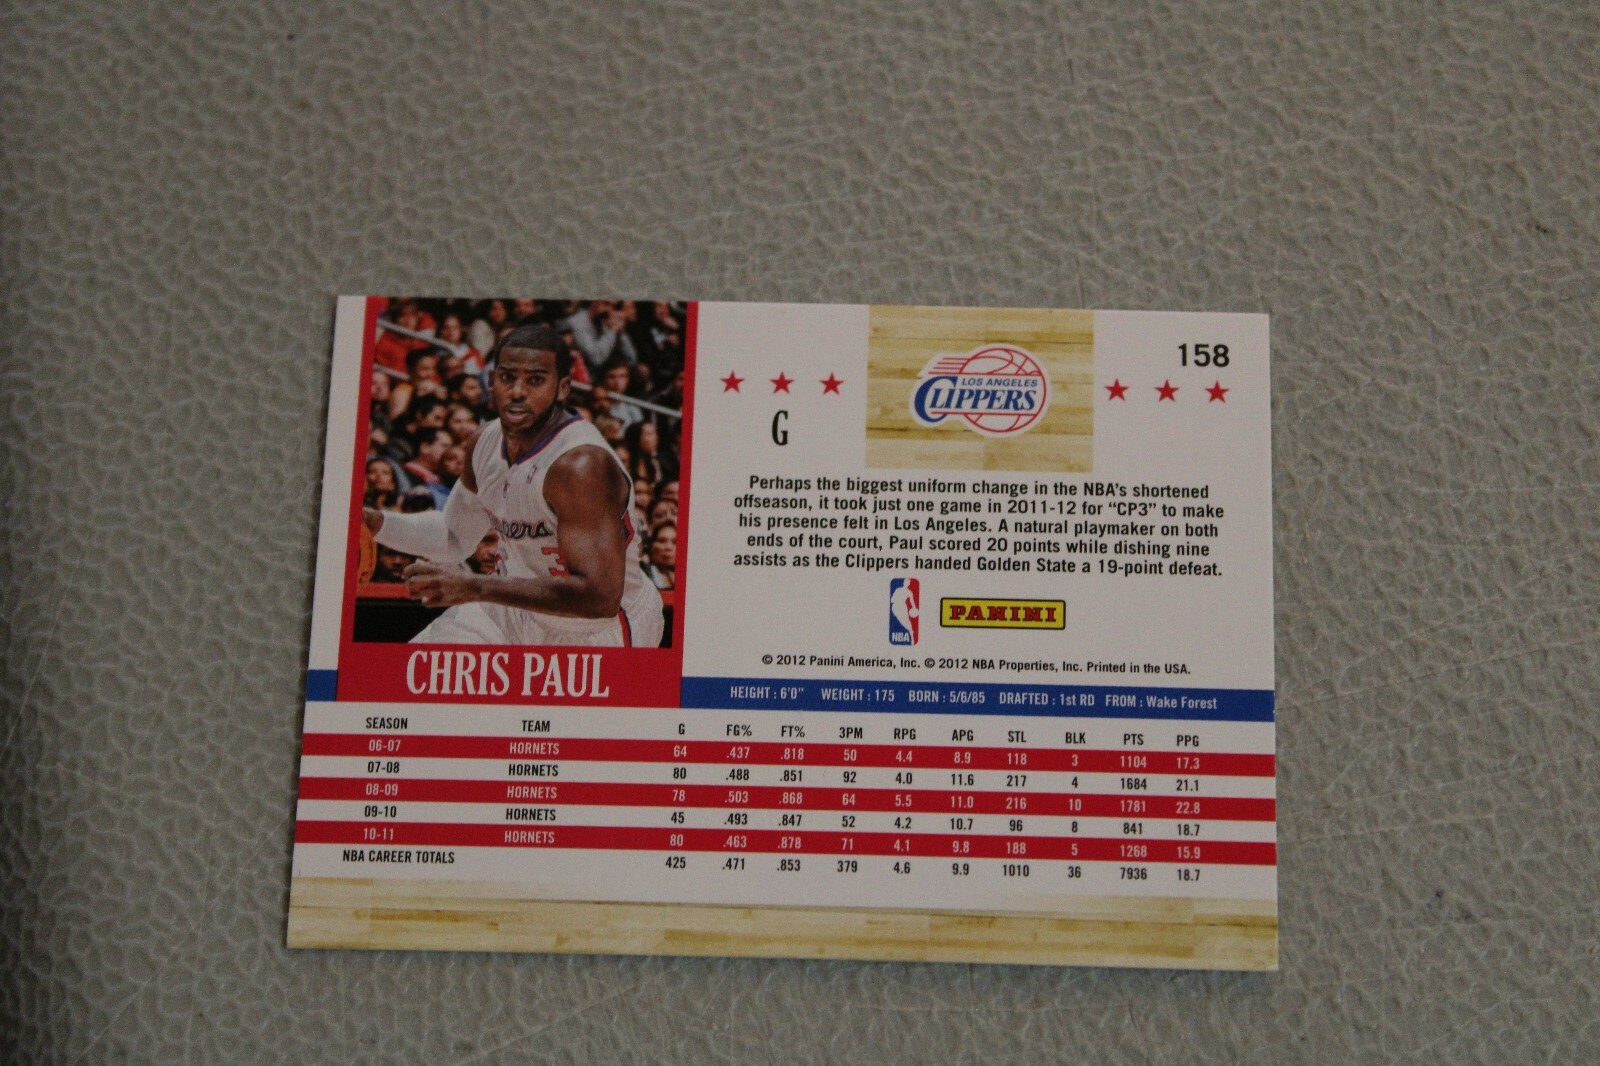 158
LOS ANGELES
CLIPPERS
G
Perhaps the biggest uniform change in the NBA's shortened
offseason, it took just one game in 2011-12 for "CP3" to make
his presence felt in Los Angeles. A natural playmaker on both
ends of the court, Paul scored 20 points while dishing nine
assists as the Clippers handed Golden State a 19-point defeat.
NBA
PANINI
© 2012 Panini America, Inc. © 2012 NBA Properties, Inc. Printed in the USA.
CHRIS PAUL
HEIGHT : 6'0" WEIGHT : 175 BORN : 5/6/85 DRAFTED : 1st RD FROM : Wake Forest
SEASON TEAM G FG% FT% 3PM RPG APG STL BLK PTS PPG
06-07 HORNETS 64 .437 .818 50 4.4 8.9 118 3 1104 17.3
07-08 HORNETS 80 .488 .851 92 4.0 11.6 217 4 1684 21.1
08-09 HORNETS 78 .503 .868 64 5.5 11.0 216 10 1781 22.8
09-10 HORNETS 45 .493 .847 52 4.2 10.7 96 8 841 18.7
10-11 HORNETS 80 .463 .878 71 4.1 9.8 188 5 1268 15.9
NBA CAREER TOTALS 425 .471 .853 379 4.6 9.9 1010 36 7936 18.7